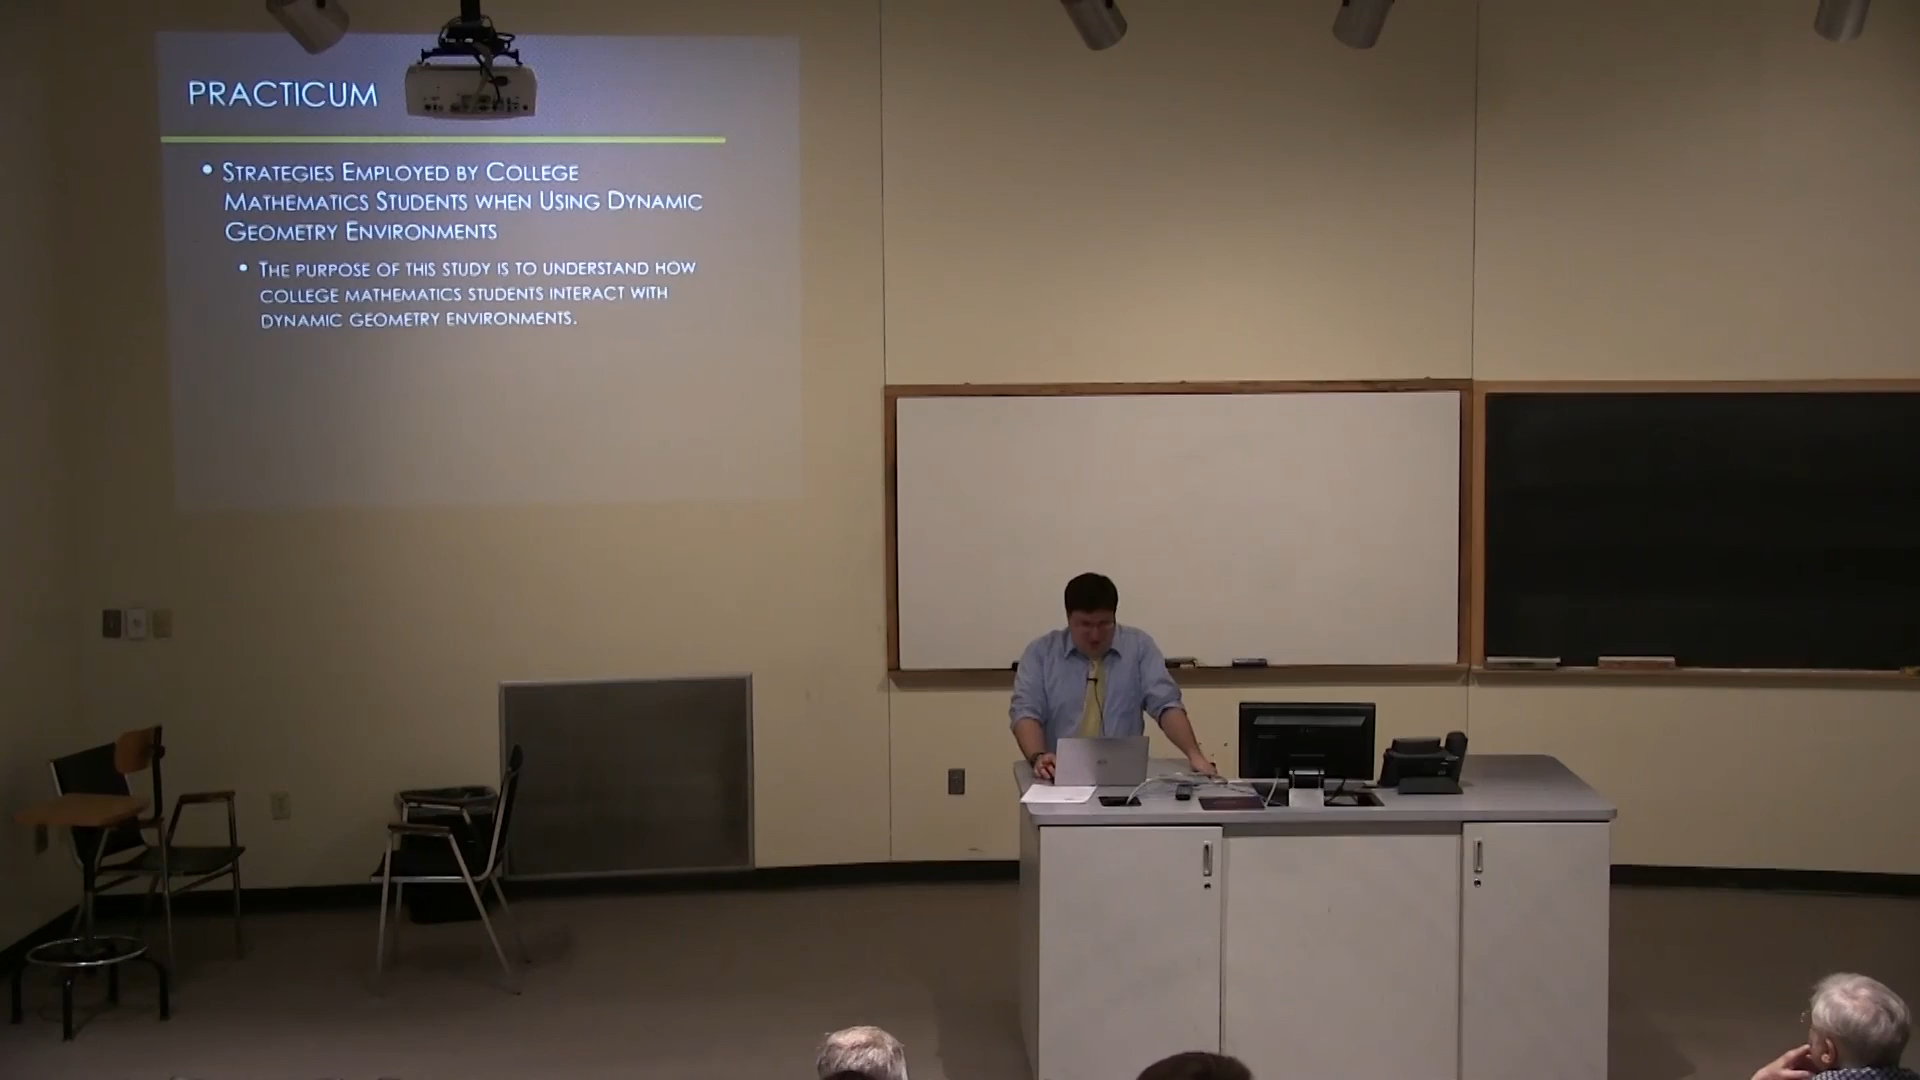 PRACTICUM
• STRATEGIES EMPLOYED BY COLLEGE
MATHEMATICS STUDENTS WHEN USING DYNAMIC
GEOMETRY ENVIRONMENTS
• THE PURPOSE OF THIS STUDY IS TO UNDERSTAND HOW
COLLEGE MATHEMATICS STUDENTS INTERACT WITH
DYNAMIC GEOMETRY ENVIRONMENTS.